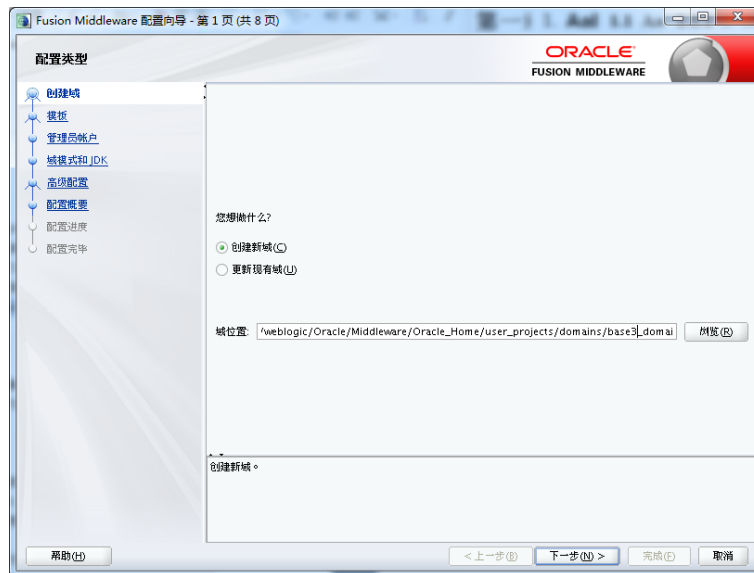 Fusion Middleware 配置向导 - 第 1 页 (共 8 页)
配置类型
ORACLE
FUSION MIDDLEWARE
创建域
模板
管理员帐户
域模式和 JDK
高级配置
配置概要
配置进度
配置完毕
您想做什么?
创建新域(C)
更新现有域(U)
域位置: /weblogic/Oracle/Middleware/Oracle_Home/user_projects/domains/base3_domai 浏览(R)
创建新域。
帮助(H) < 上一步(B) 下一步(N) > 完成(F) 取消